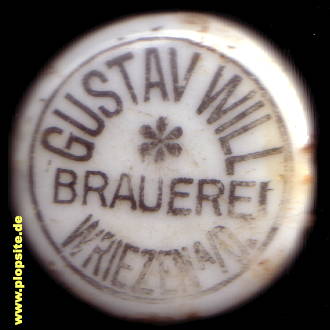 GUSTAV WILL
BRAUEREI
WRIEZEN A/O.
www.plopsite.de